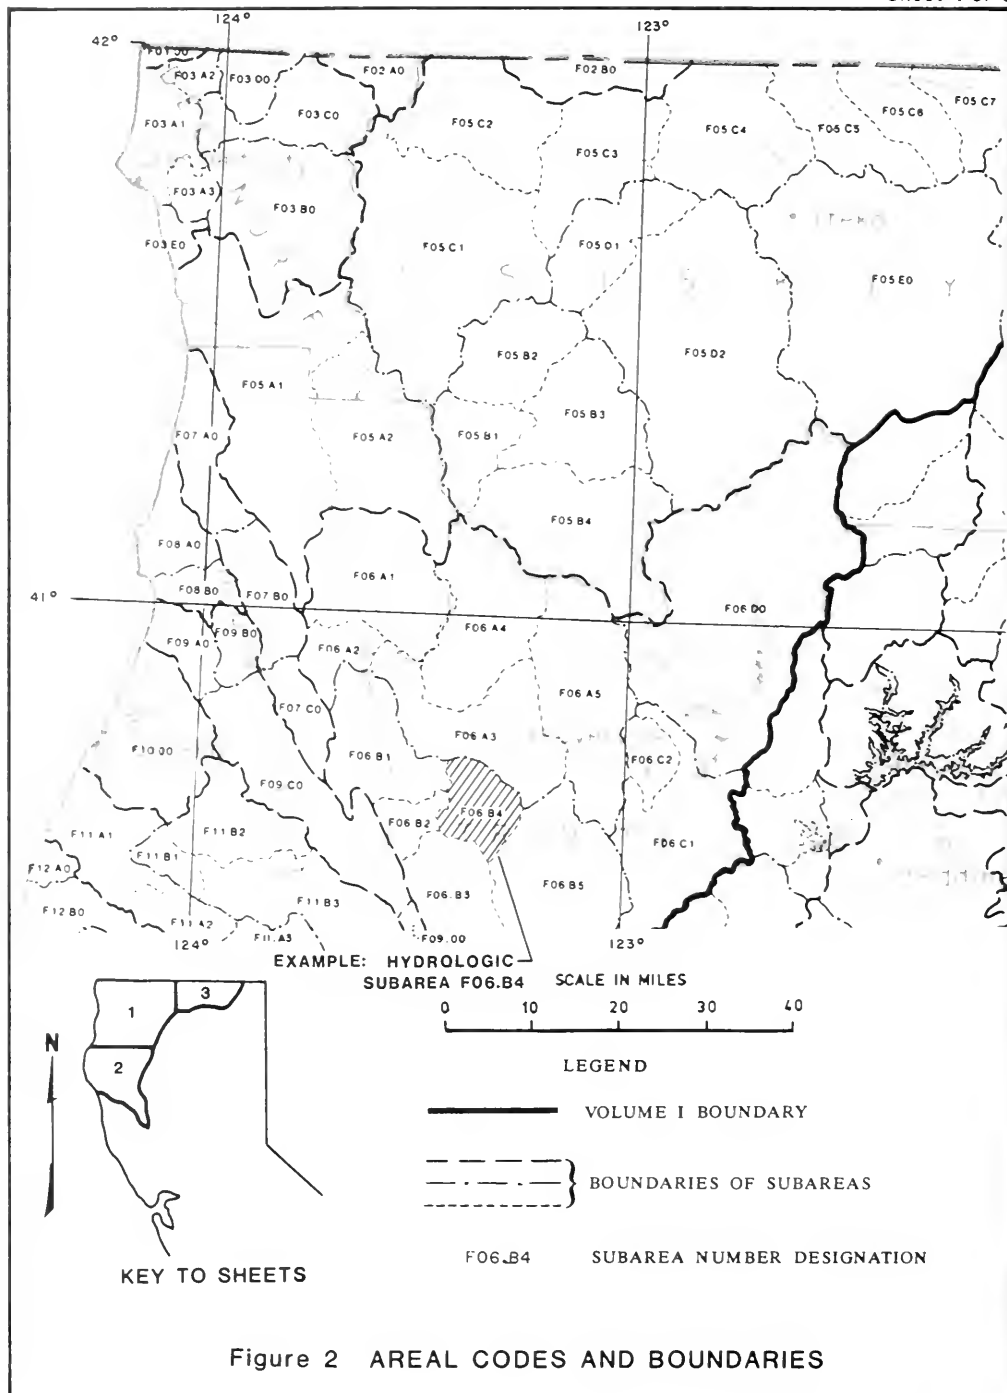 124°
123°
42°
F03 A2
F03 D0
F02 A0
F02 B0
F03 A1
F03 C0
F05 C2
F05 C3
F05 C4
F05 C5
F05 C6
F05 C7
F03 A3
F03 B0
F03 E0
F05 C1
F05 D1
F05 E0
F05 A1
F05 B2
F05 D2
F07 A0
F05 A2
F05 B1
F05 B3
F08 A0
F05 B4
F06 A1
41°
F08 B0
F07 B0
F06 D0
F09 A0
F09 B0
F06 A2
F06 A4
F07 C0
F06 A5
F10 00
F06 B1
F06 A3
F06 C2
F09 C0
F06 B2
F06 B4
F11 A1
F11 B2
F06 C1
F12 A0
F11 B1
F11 B3
F06 B3
F06 B5
F12 B0
F11 A2
F11.A3
F09.00
124°
123°
EXAMPLE: HYDROLOGIC
SUBAREA F06.B4
SCALE IN MILES
0 10 20 30 40
N
1
2
3
KEY TO SHEETS
LEGEND
VOLUME I BOUNDARY
BOUNDARIES OF SUBAREAS
F06.B4 SUBAREA NUMBER DESIGNATION
Figure 2 AREAL CODES AND BOUNDARIES